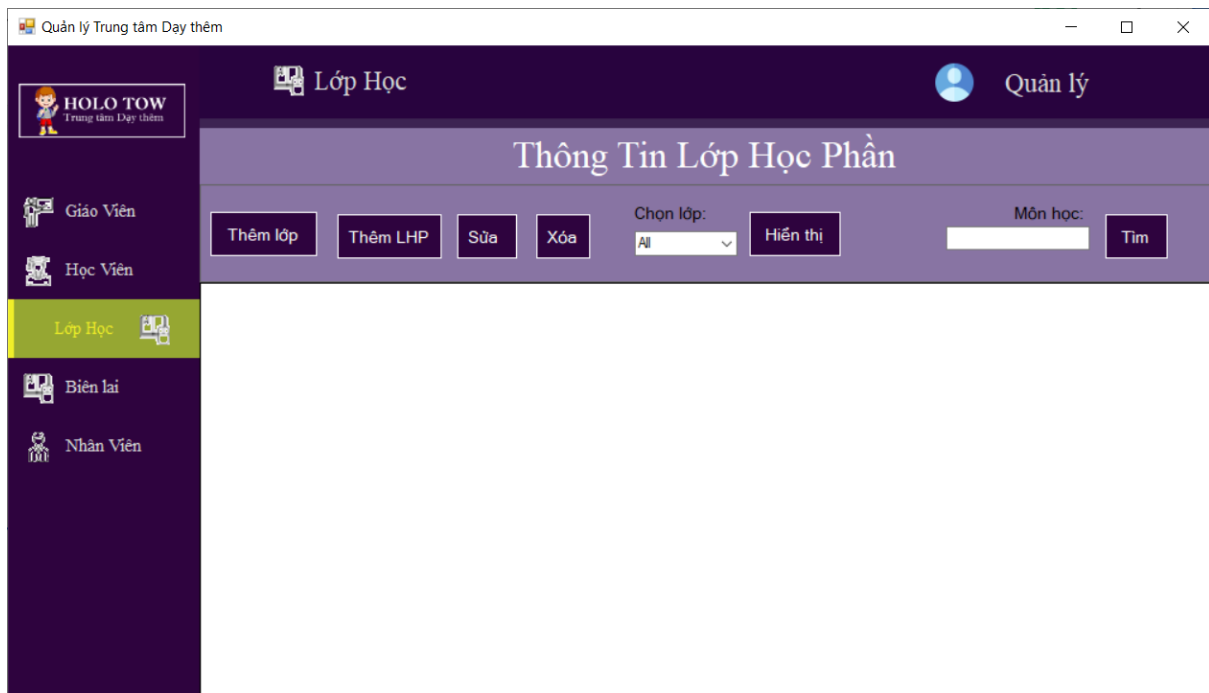 Quản lý Trung tâm Dạy thêm
HOLO TOW
Trung tâm Dạy thêm
Lớp Học
Quản lý
Thông Tin Lớp Học Phần
Giáo Viên
Học Viên
Lớp Học
Biên lai
Nhân Viên
Thêm lớp
Thêm LHP
Sửa
Xóa
Chọn lớp:
All
Hiển thị
Môn học:
Tìm